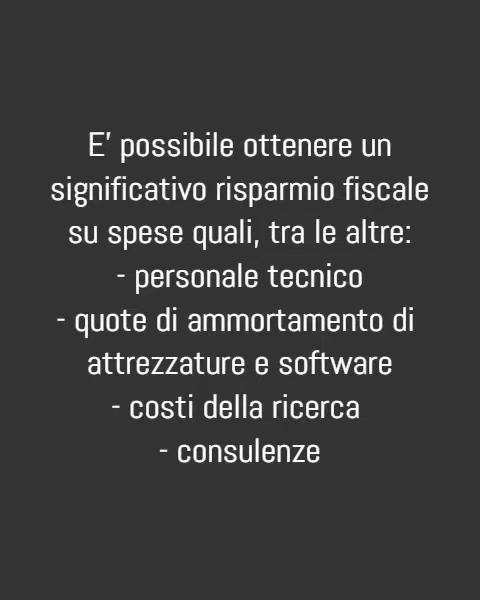 E' possibile ottenere un
significativo risparmio fiscale
su spese quali, tra le altre:
- personale tecnico
- quote di ammortamento di
attrezzature e software
- costi della ricerca
- consulenze